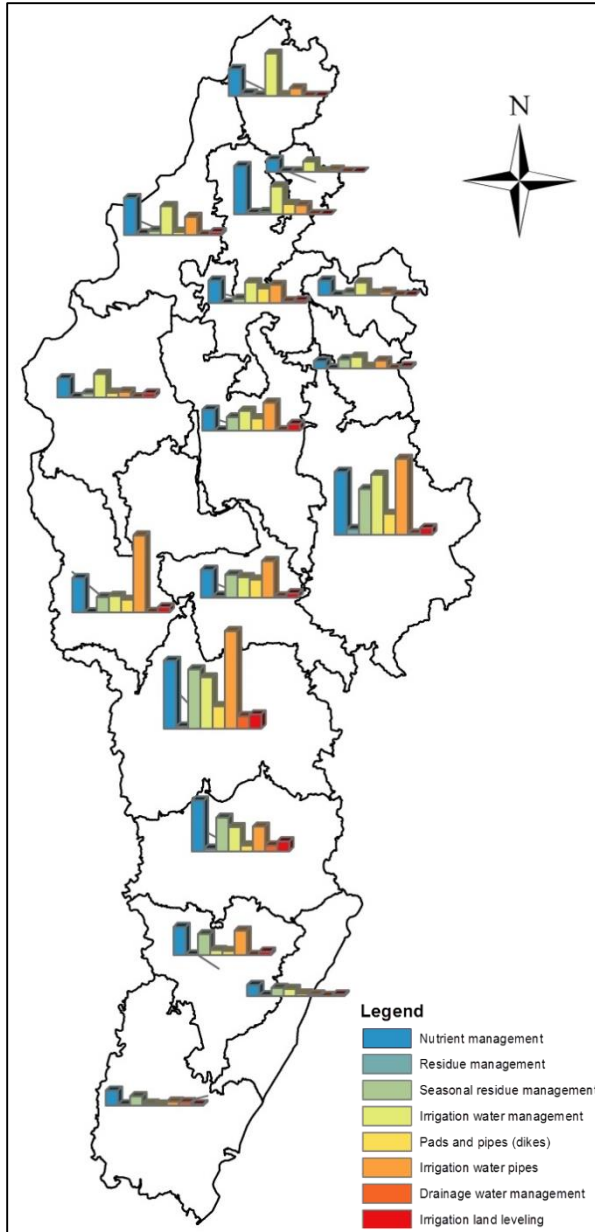 N
Legend
Nutrient management
Residue management
Seasonal residue management
Irrigation water management
Pads and pipes (dikes)
Irrigation water pipes
Drainage water management
Irrigation land leveling